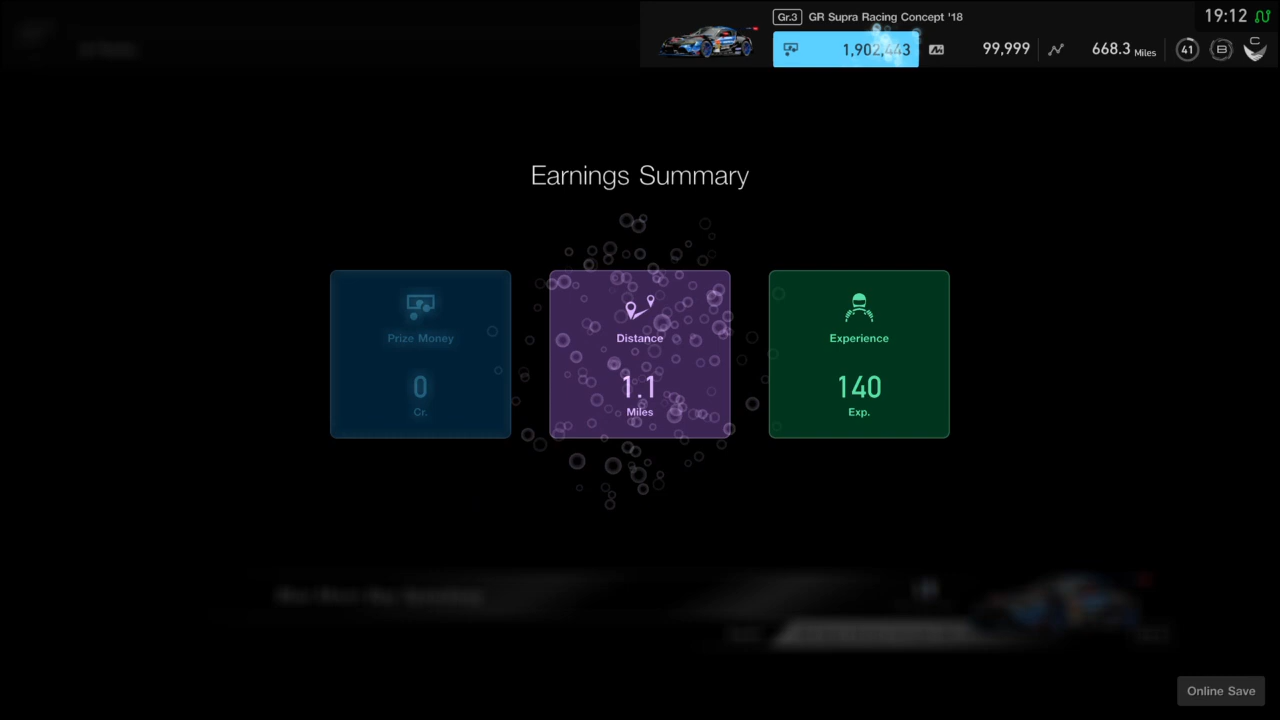 Gr.3 GR Supra Racing Concept '18
19:12
1,902,443
99,999
668.3 Miles
41
B
C
Earnings Summary
Prize Money
0
Cr.
Distance
1.1
Miles
Experience
140
Exp.
Online Save